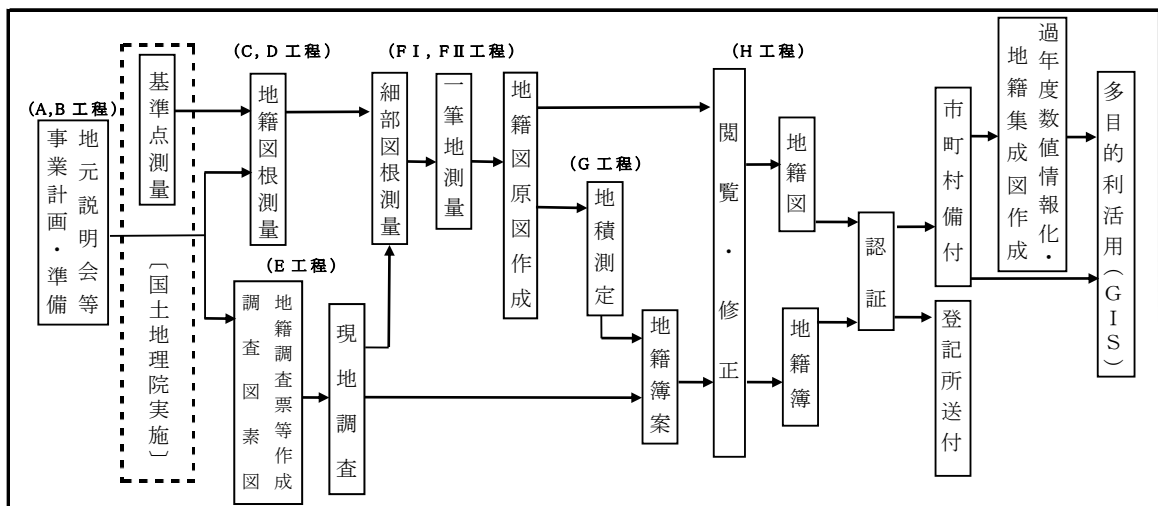 (A,B 工程)
地元説明会等
事業計画・準備
基準点測量
〔国土地理院実施〕
(C, D 工程)
地籍図根測量
(E 工程)
地籍調査票等作成
調査図素図
現地調査
(FⅠ, FⅡ工程)
細部図根測量
一筆地測量
地籍図原図作成
(G 工程)
地積測定
地籍簿案
(H 工程)
閲覧・修正
地籍図
地籍簿
認証
市町村備付
登記所送付
過年度数値情報化・
地籍集成図作成
多目的利活用(GIS)